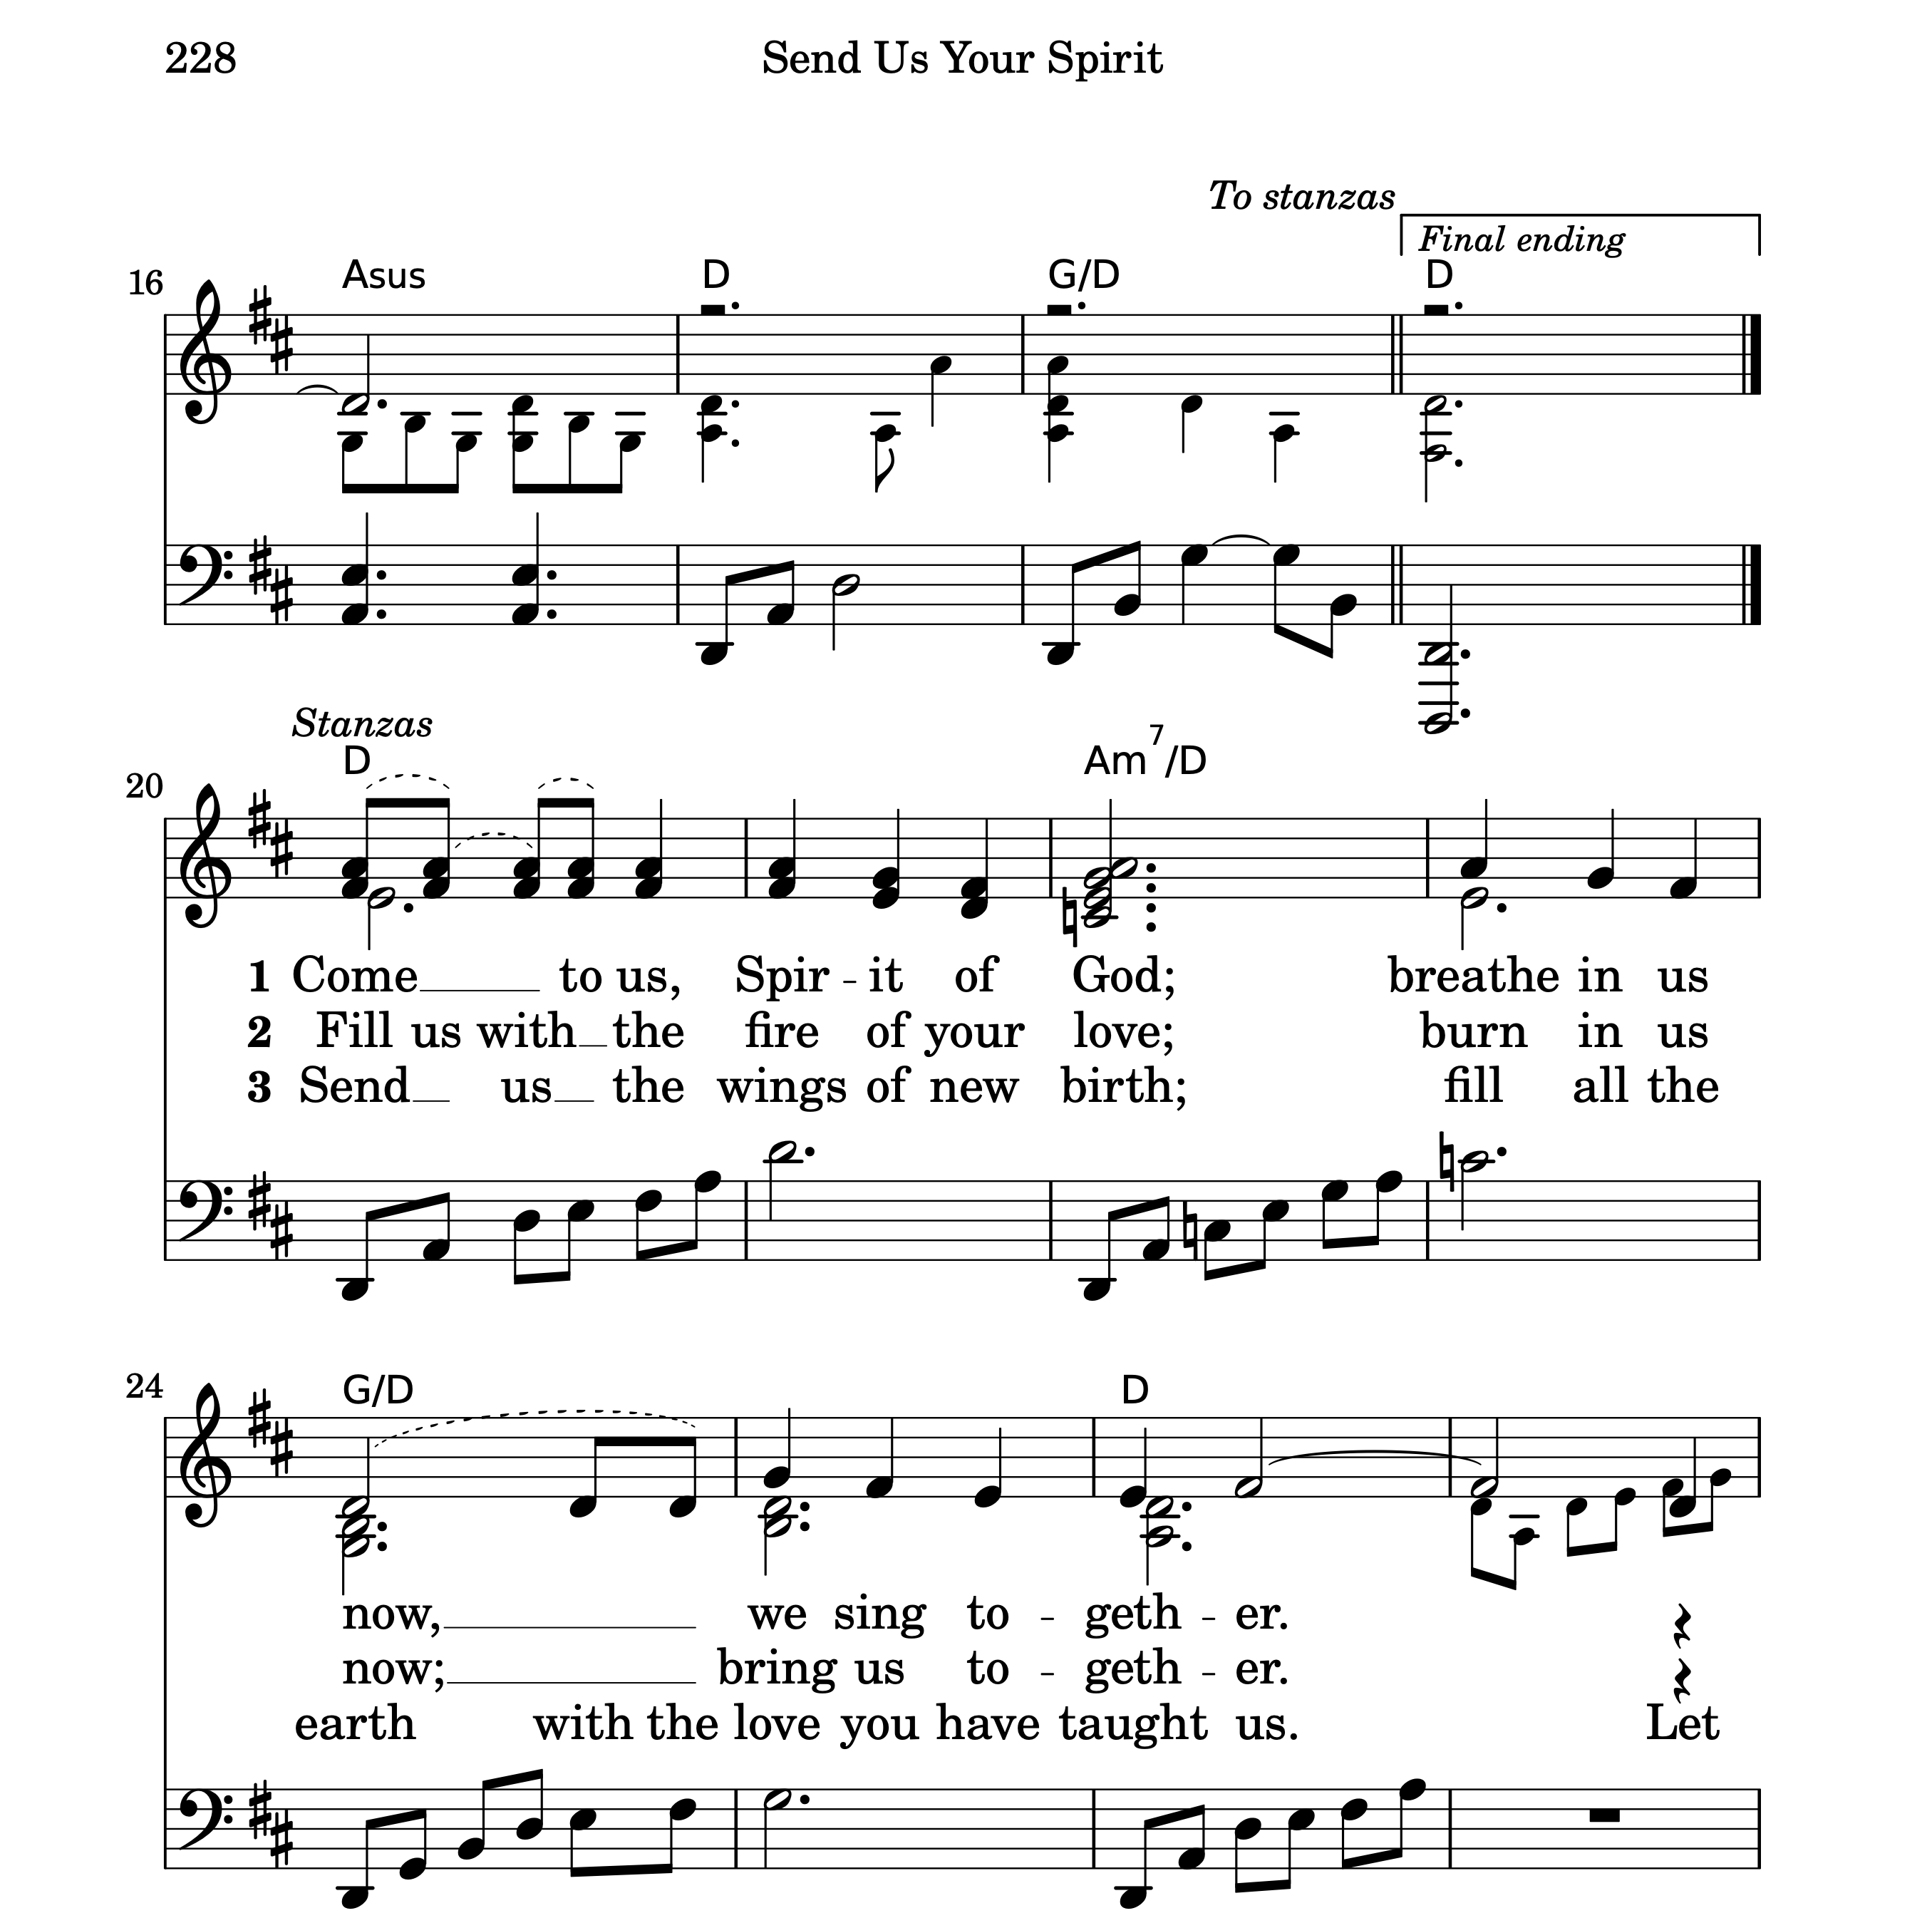 228 Send Us Your Spirit
To stanzas
Final ending
16 Asus D G/D D
Stanzas
20 D Am7/D
1 Come to us, Spir - it of God; breathe in us
2 Fill us with the fire of your love; burn in us
3 Send us the wings of new birth; fill all the
24 G/D D
now, we sing to - geth - er.
now; bring us to - geth - er.
earth with the love you have taught us. Let